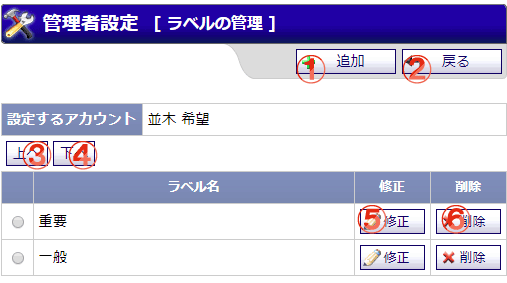 管理者設定 [ ラベルの管理 ]
① 追加 ② 戻る
設定するアカウント 並木 希望
上 ③ 下 ④
ラベル名 修正 削除
重要 ⑤ 修正 ⑥ 削除
一般 修正 削除